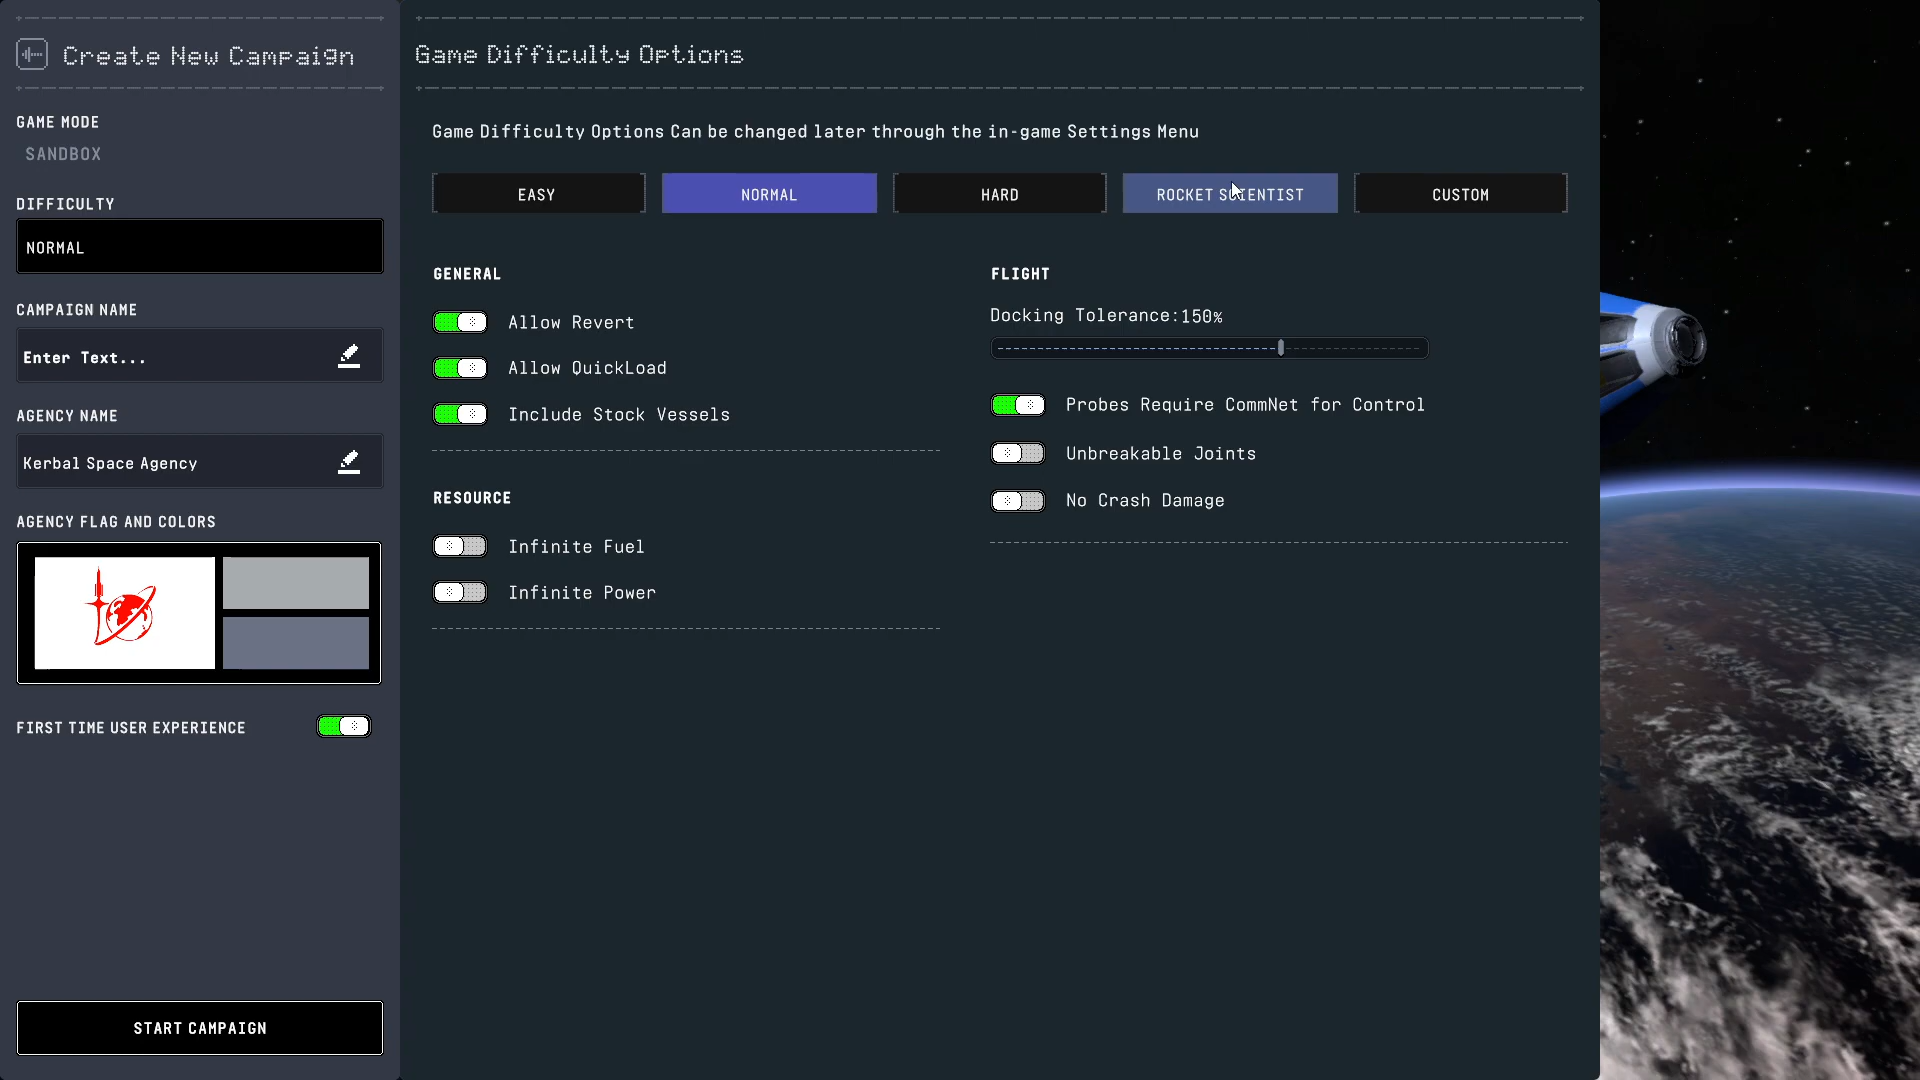 Create New Campaign
GAME MODE
SANDBOX
DIFFICULTY
NORMAL
CAMPAIGN NAME
Enter Text...
AGENCY NAME
Kerbal Space Agency
AGENCY FLAG AND COLORS
FIRST TIME USER EXPERIENCE
START CAMPAIGN
Game Difficulty Options
Game Difficulty Options Can be changed later through the in-game Settings Menu
EASY
NORMAL
HARD
ROCKET SCIENTIST
CUSTOM
GENERAL
Allow Revert
Allow QuickLoad
Include Stock Vessels
RESOURCE
Infinite Fuel
Infinite Power
FLIGHT
Docking Tolerance:150%
Probes Require CommNet for Control
Unbreakable Joints
No Crash Damage